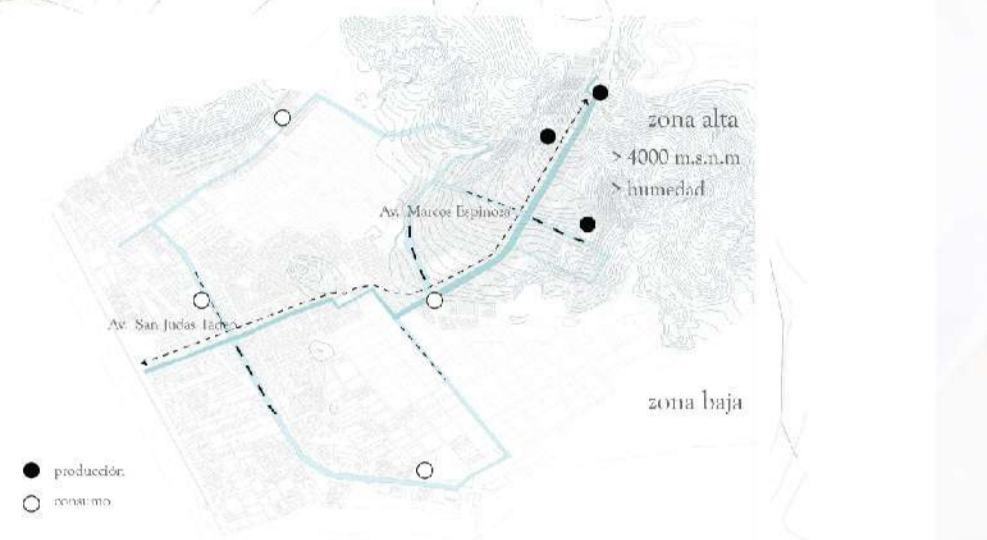 zona alta
> 4000 m.s.n.m
> humedad
Av. Marcos Espinoza
Av. San Judas Tadeo
zona baja
producción
consumo